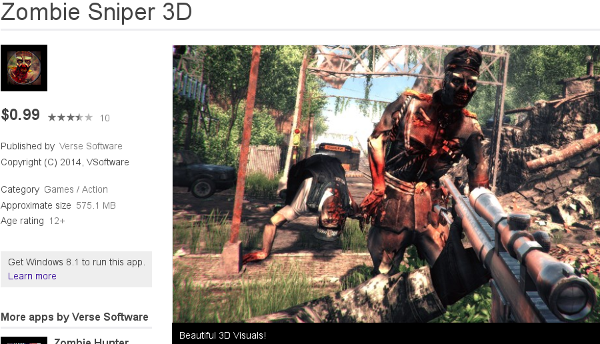 Zombie Sniper 3D
$0.99
10
Published by Verse Software
Copyright (C) 2014, VSoftware
Category Games / Action
Approximate size 575.1 MB
Age rating 12+
Get Windows 8.1 to run this app.
Learn more
More apps by Verse Software
Zombie Hunter
Beautiful 3D Visuals!